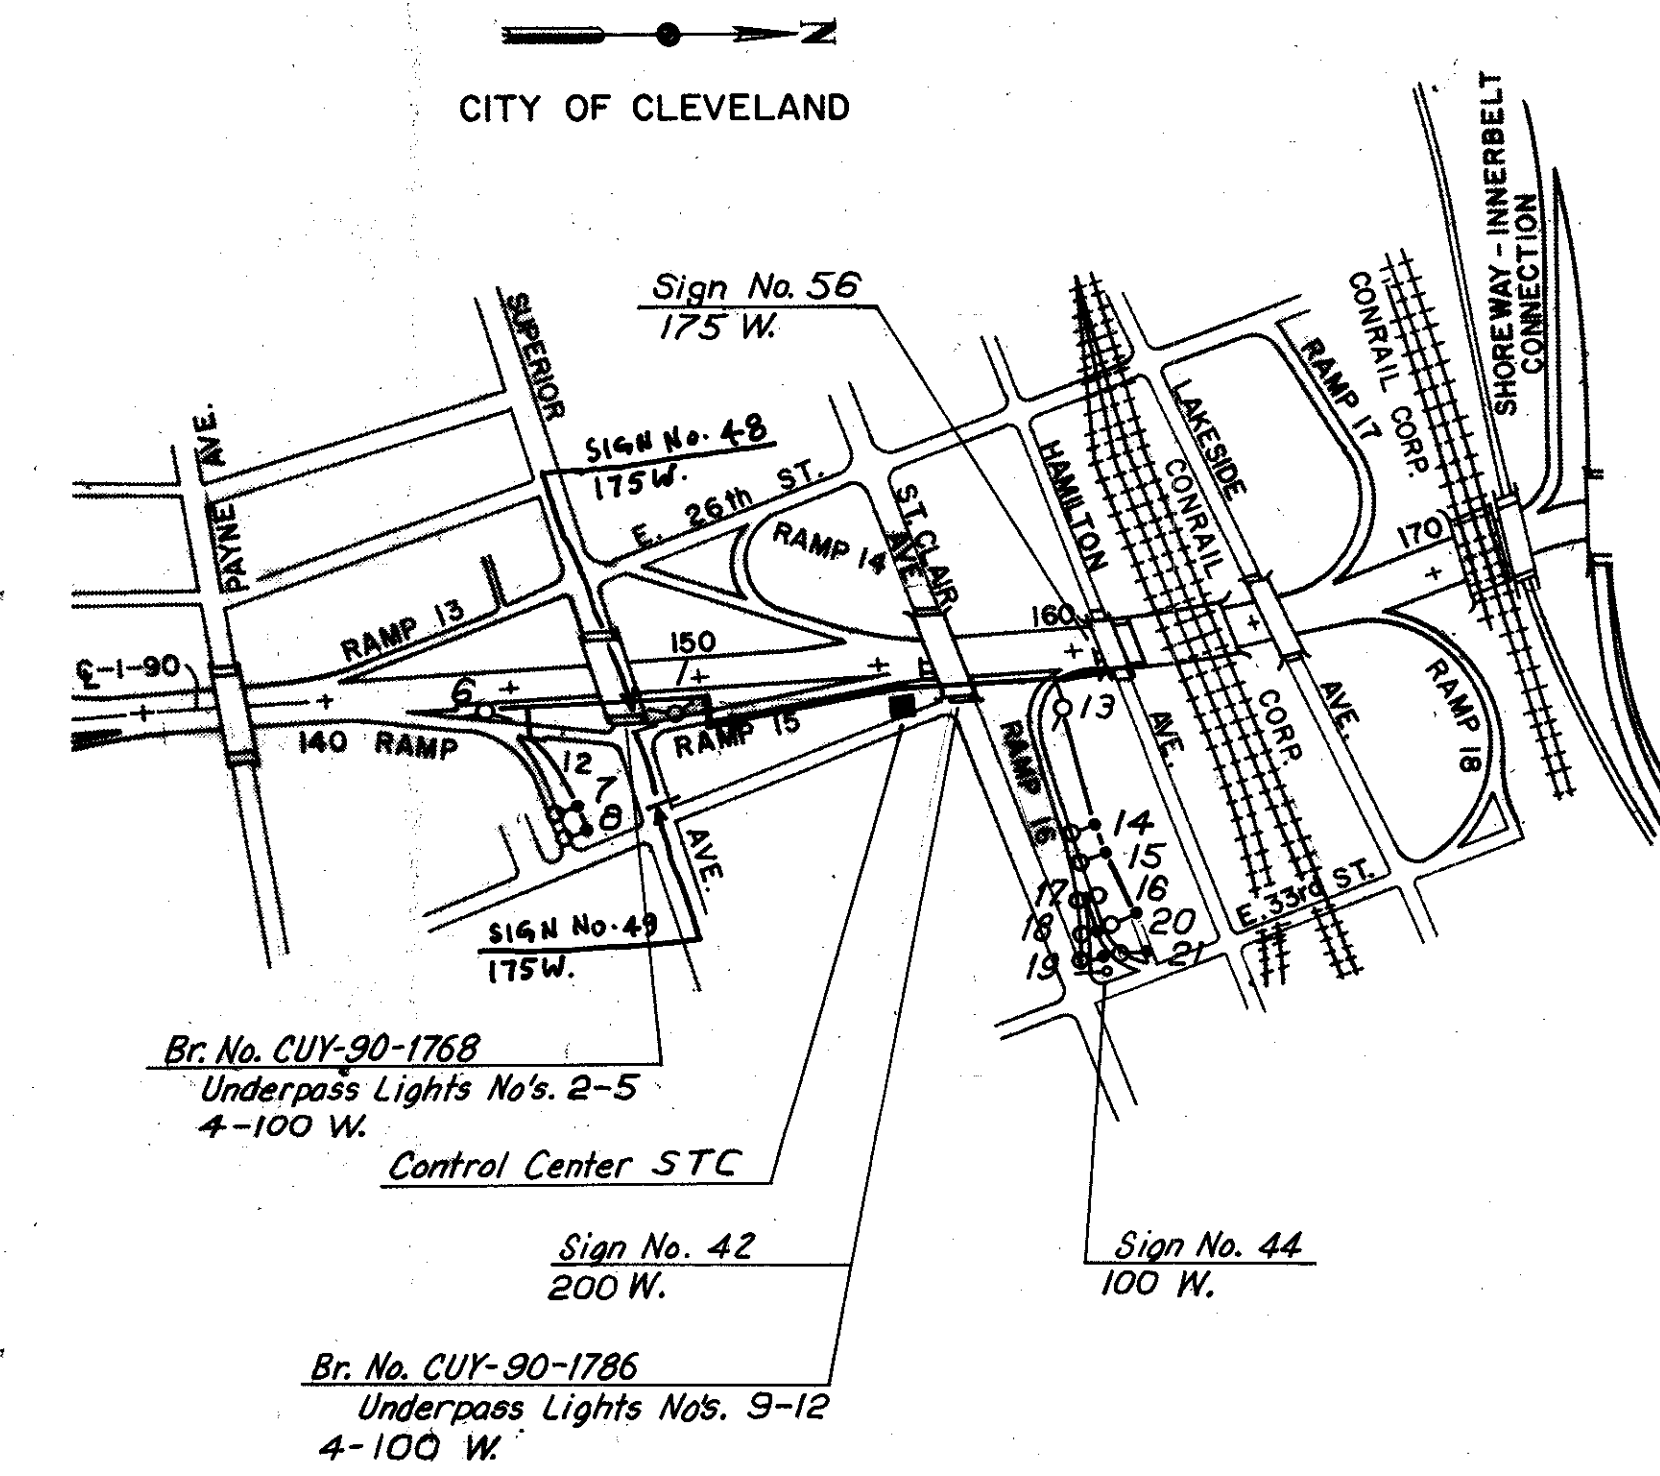 N
CITY OF CLEVELAND
SHOREWAY - INNERBELT
CONNECTION
Sign No. 56
175 W.
CONRAIL CORP.
SUPERIOR
RAMP 17
PAYNE AVE.
SIGN No. 48
175 W.
E. 26th ST.
LAKESIDE
HAMILTON
CONRAIL
ST. CLAIR
AVE.
RAMP 14
170
RAMP 13
160
150
℄-1-90
6
140 RAMP
RAMP 15
12
7
8
13
RAMP 16
AVE.
CORP.
AVE.
RAMP 18
14
15
16
17
18
19
20
21
E. 33rd ST.
AVE.
SIGN No. 49
175 W.
Br. No. CUY-90-1768
Underpass Lights No's. 2-5
4-100 W.
Control Center STC
Sign No. 42
200 W.
Sign No. 44
100 W.
Br. No. CUY-90-1786
Underpass Lights No's. 9-12
4-100 W.